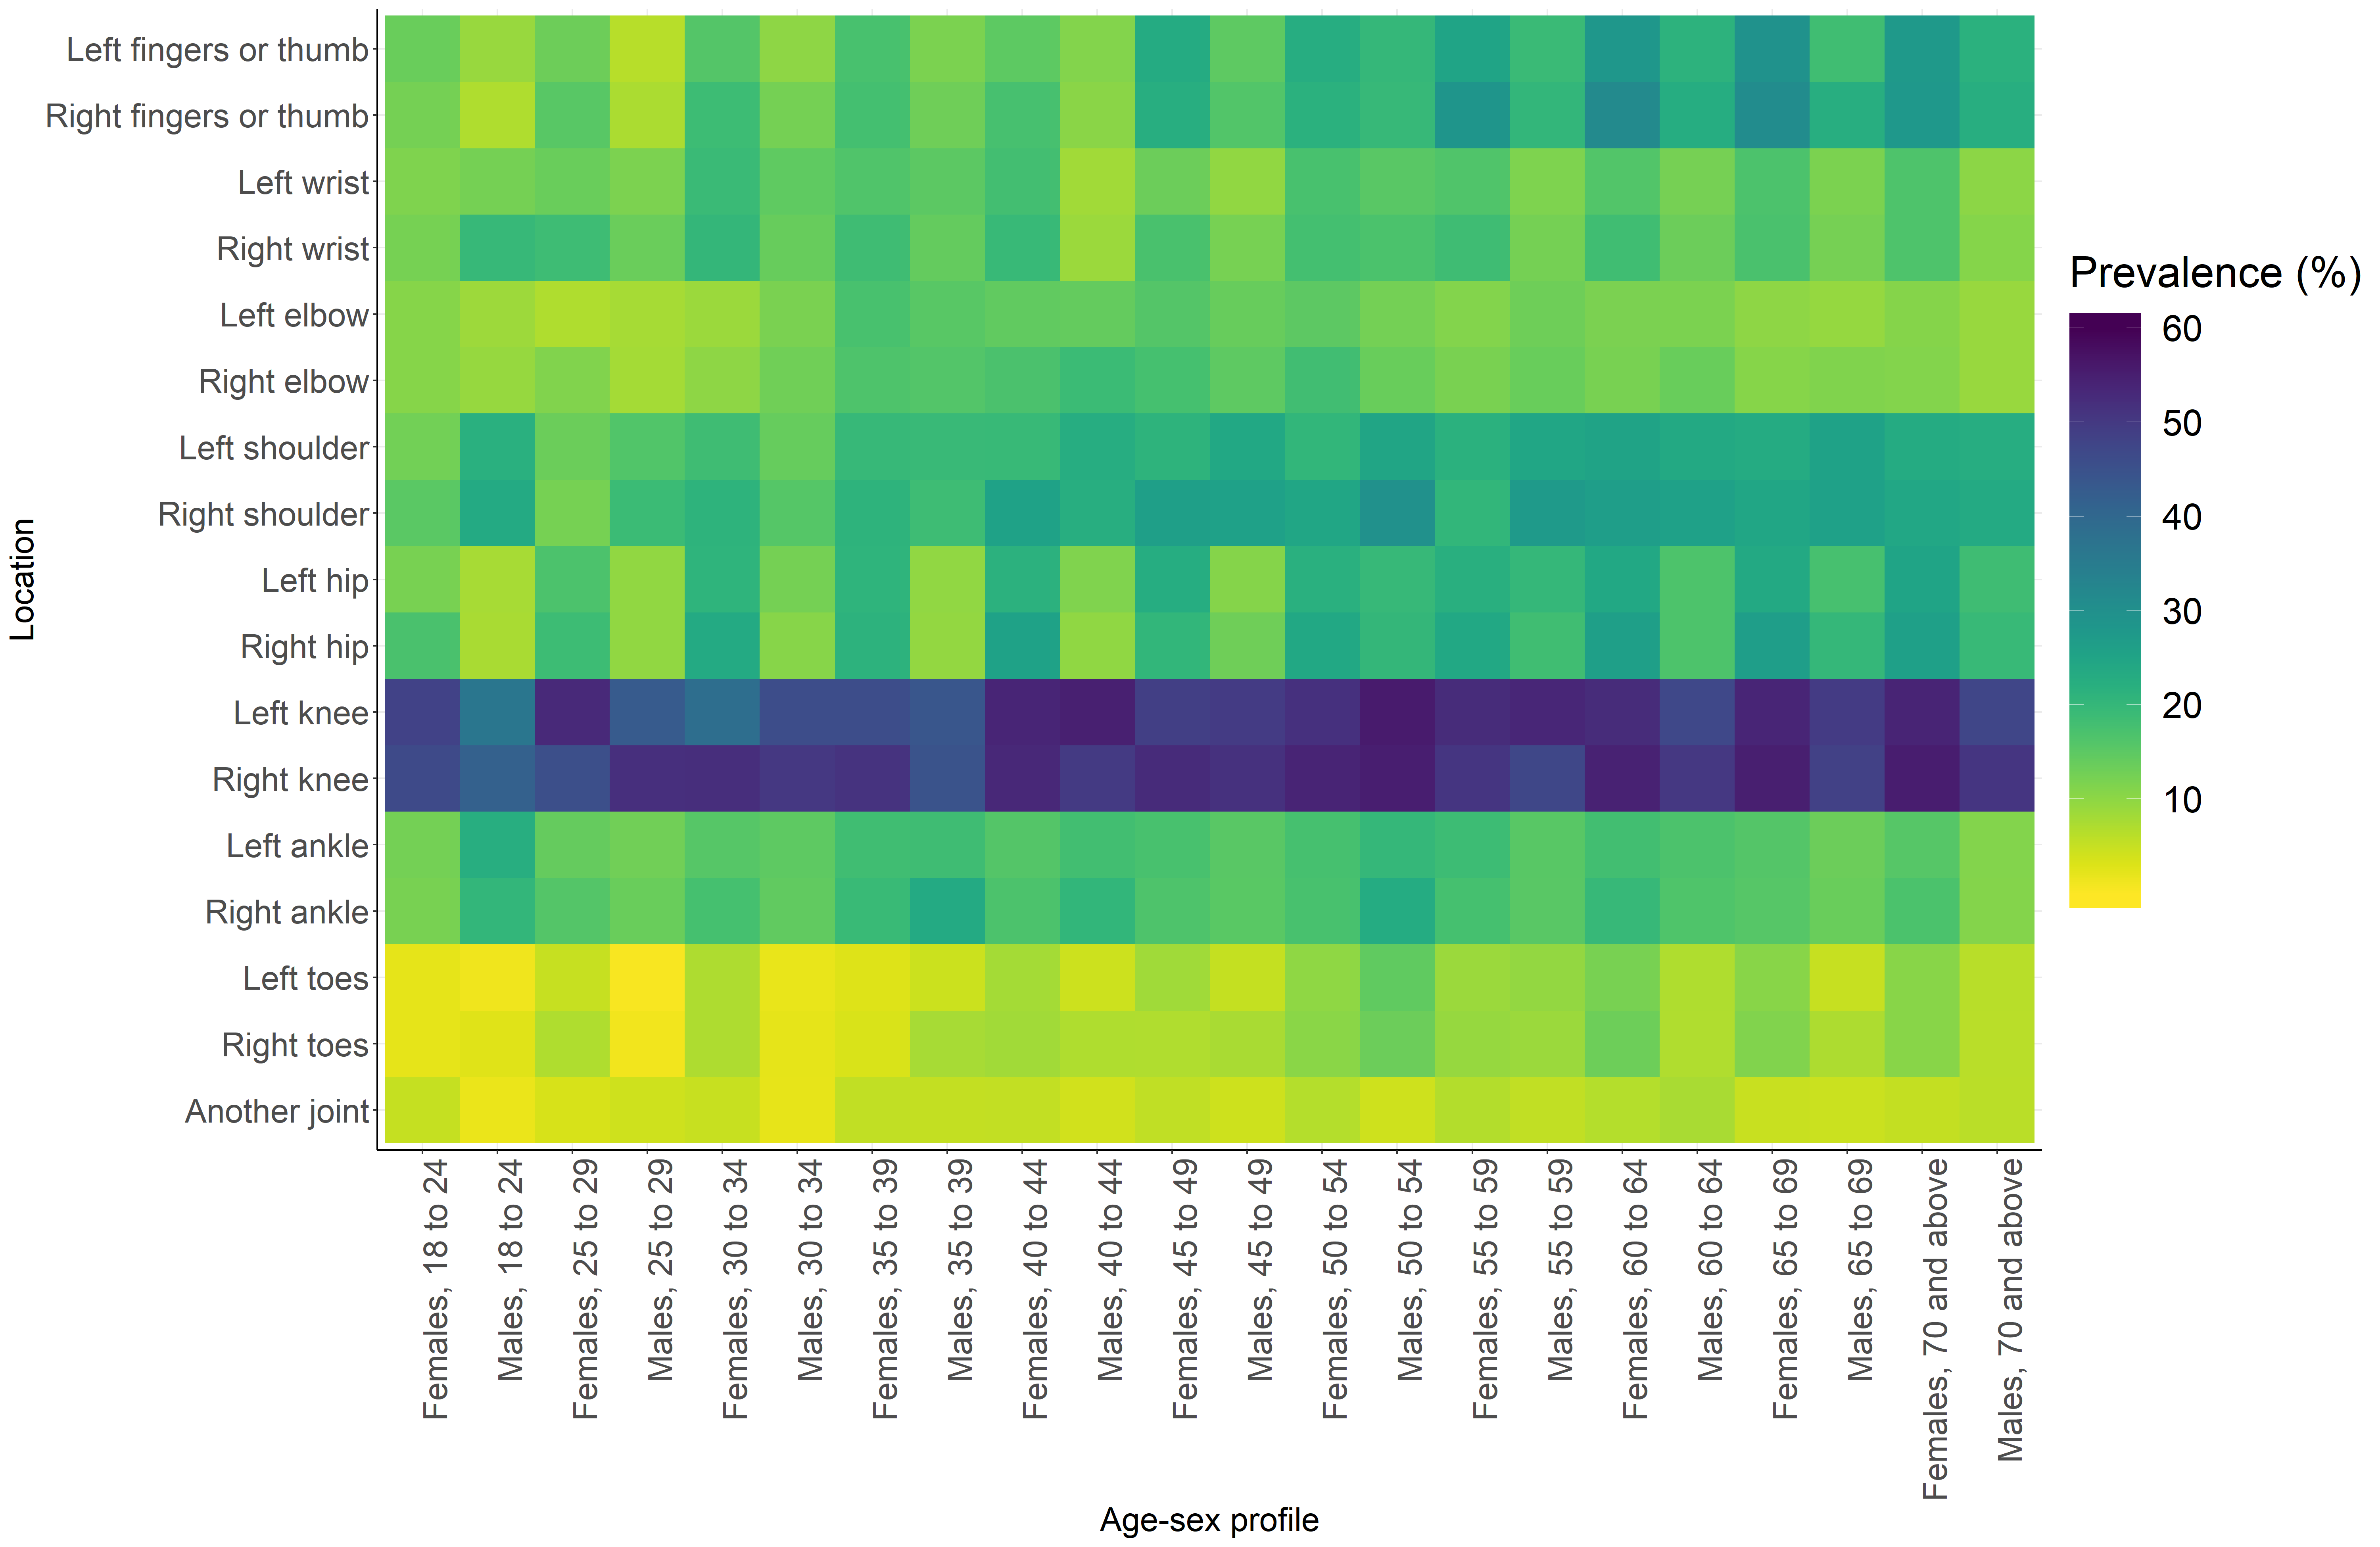 Left fingers or thumb
Right fingers or thumb
Left wrist
Right wrist
Left elbow
Right elbow
Left shoulder
Right shoulder
Left hip
Right hip
Left knee
Right knee
Left ankle
Right ankle
Left toes
Right toes
Another joint
Location
Females, 18 to 24
Males, 18 to 24
Females, 25 to 29
Males, 25 to 29
Females, 30 to 34
Males, 30 to 34
Females, 35 to 39
Males, 35 to 39
Females, 40 to 44
Males, 40 to 44
Females, 45 to 49
Males, 45 to 49
Females, 50 to 54
Males, 50 to 54
Females, 55 to 59
Males, 55 to 59
Females, 60 to 64
Males, 60 to 64
Females, 65 to 69
Males, 65 to 69
Females, 70 and above
Males, 70 and above
Age-sex profile
Prevalence (%)
60
50
40
30
20
10